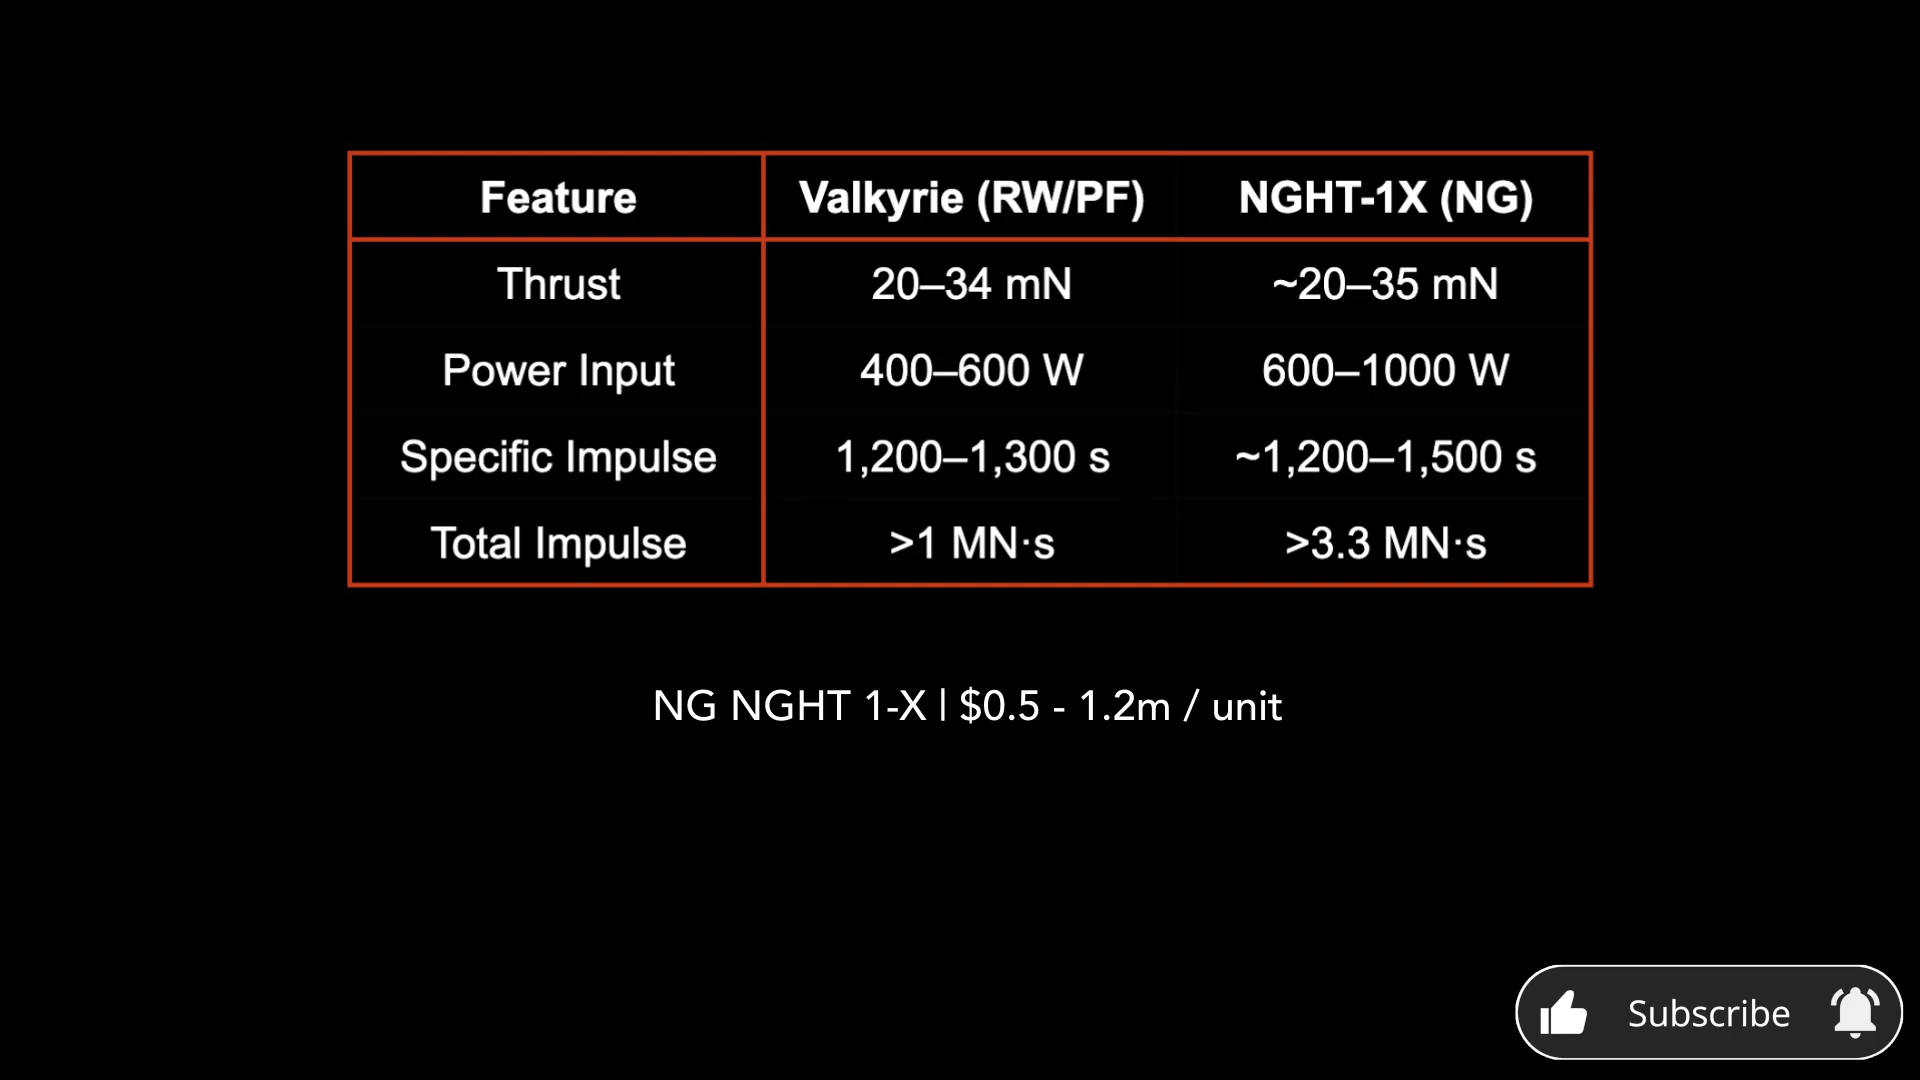 Feature Valkyrie (RW/PF) NGHT-1X (NG)
Thrust 20–34 mN ~20–35 mN
Power Input 400–600 W 600–1000 W
Specific Impulse 1,200–1,300 s ~1,200–1,500 s
Total Impulse >1 MN·s >3.3 MN·s
NG NGHT 1-X | $0.5 - 1.2m / unit
Subscribe